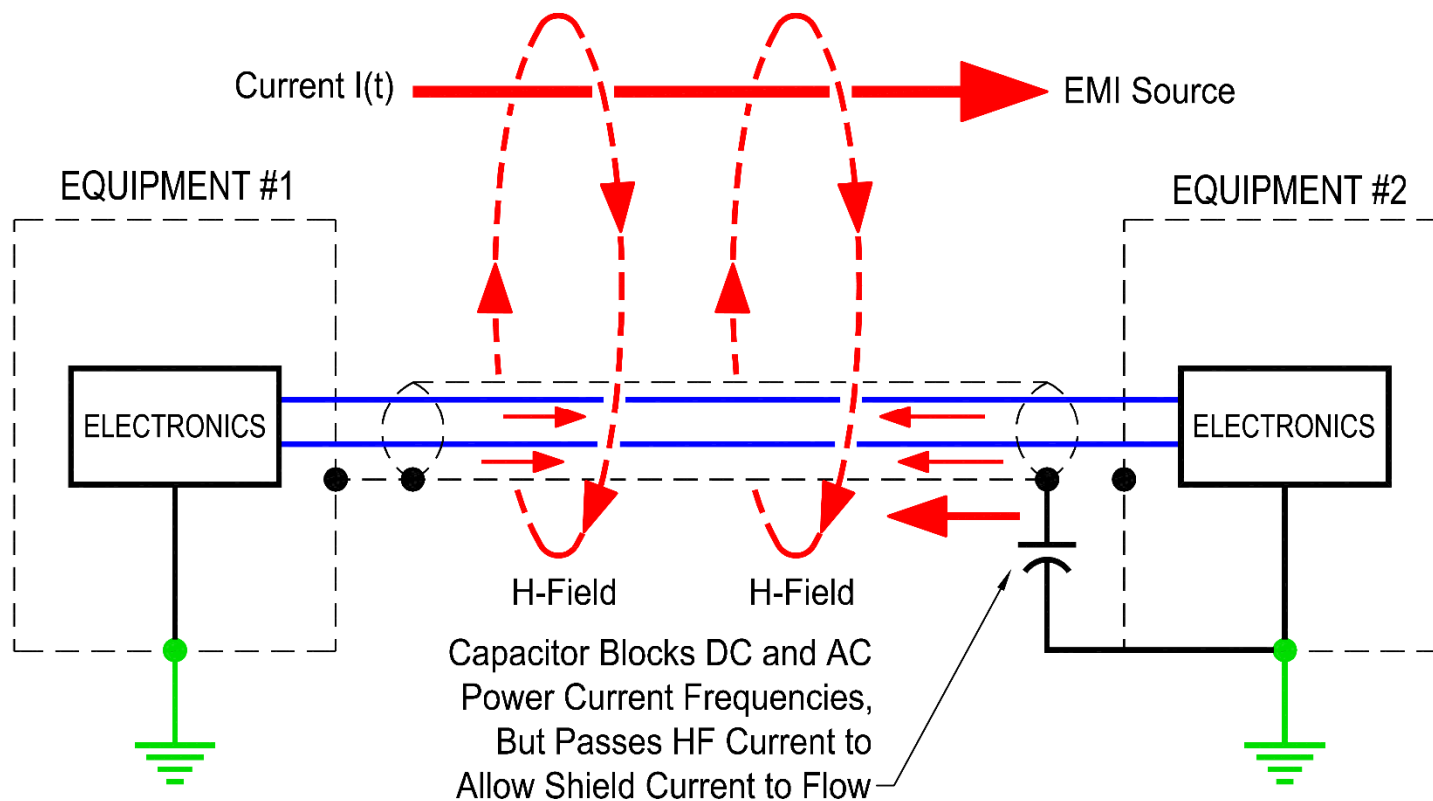 Current I(t)
EMI Source
EQUIPMENT #1
EQUIPMENT #2
ELECTRONICS
ELECTRONICS
H-Field
H-Field
Capacitor Blocks DC and AC
Power Current Frequencies,
But Passes HF Current to
Allow Shield Current to Flow